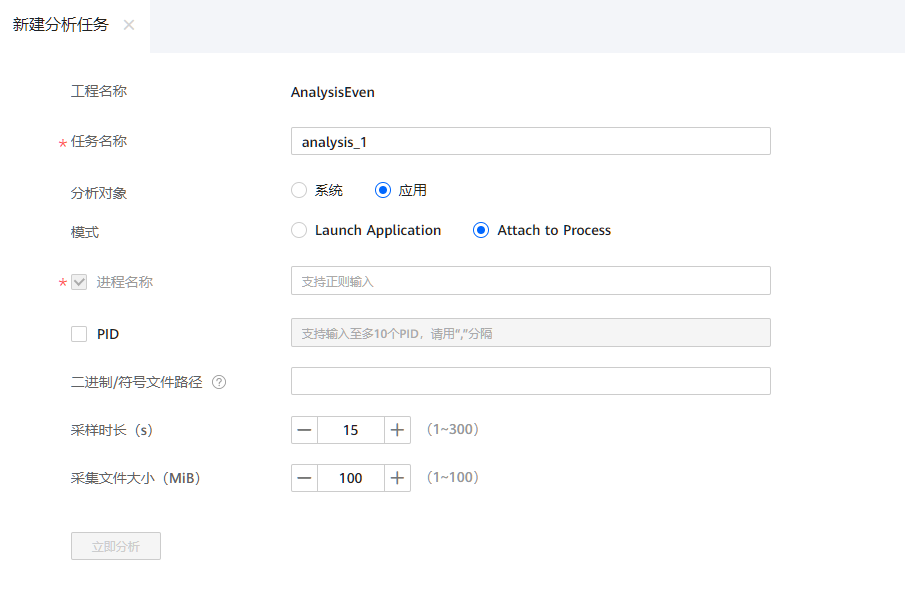 新建分析任务 ×
工程名称 AnalysisEven
* 任务名称 analysis_1
分析对象 系统 应用
模式 Launch Application Attach to Process
* 进程名称 支持正则输入
PID 支持输入至多10个PID，请用","分隔
二进制/符号文件路径 ?
采样时长（s） 15 （1~300）
采集文件大小（MiB） 100 （1~100）
立即分析